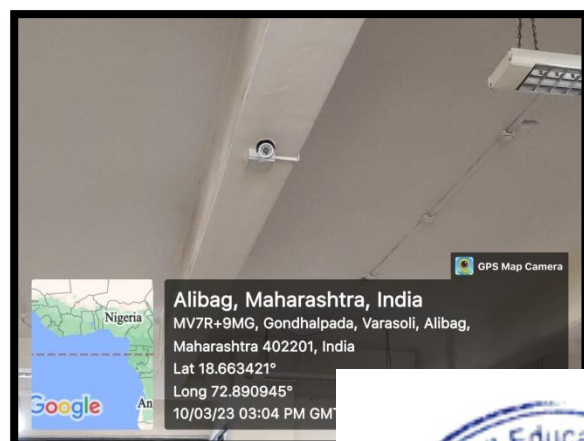 GPS Map Camera
Nigeria
An
Google
Alibag, Maharashtra, India
MV7R+9MG, Gondhalpada, Varasoli, Alibag,
Maharashtra 402201, India
Lat 18.663421°
Long 72.890945°
10/03/23 03:04 PM GMT
Educa